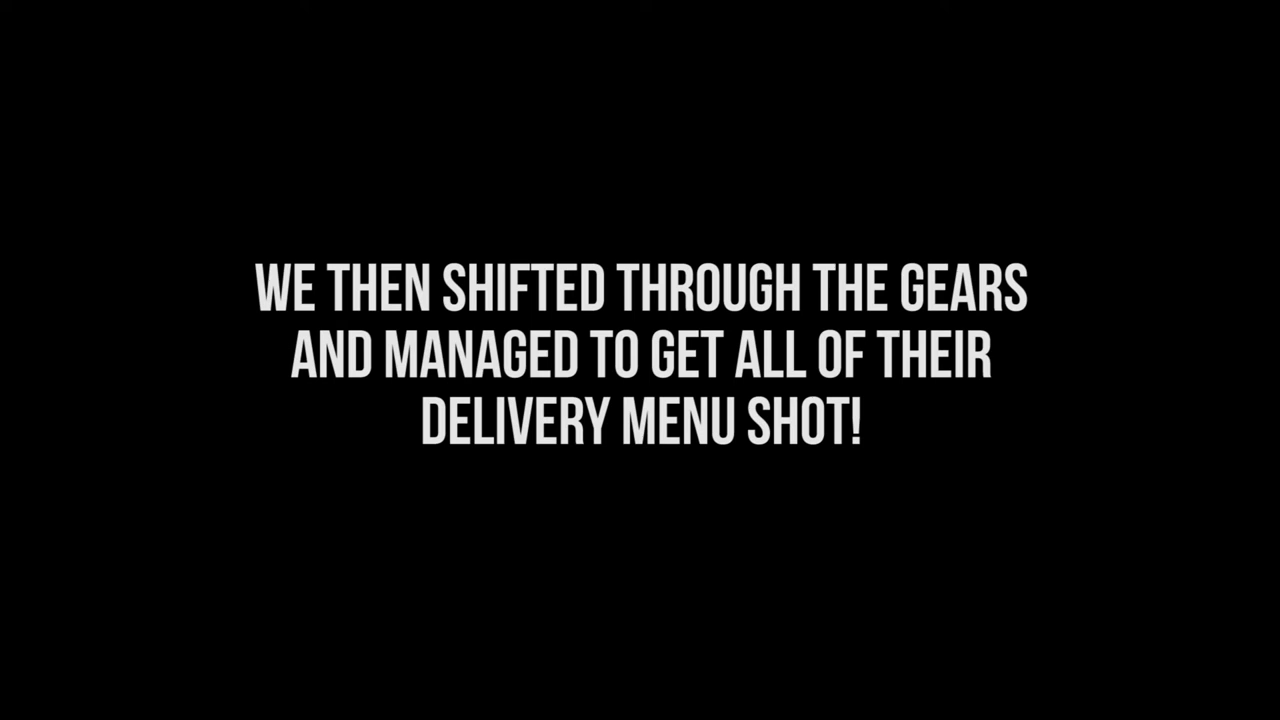 WE THEN SHIFTED THROUGH THE GEARS
AND MANAGED TO GET ALL OF THEIR
DELIVERY MENU SHOT!